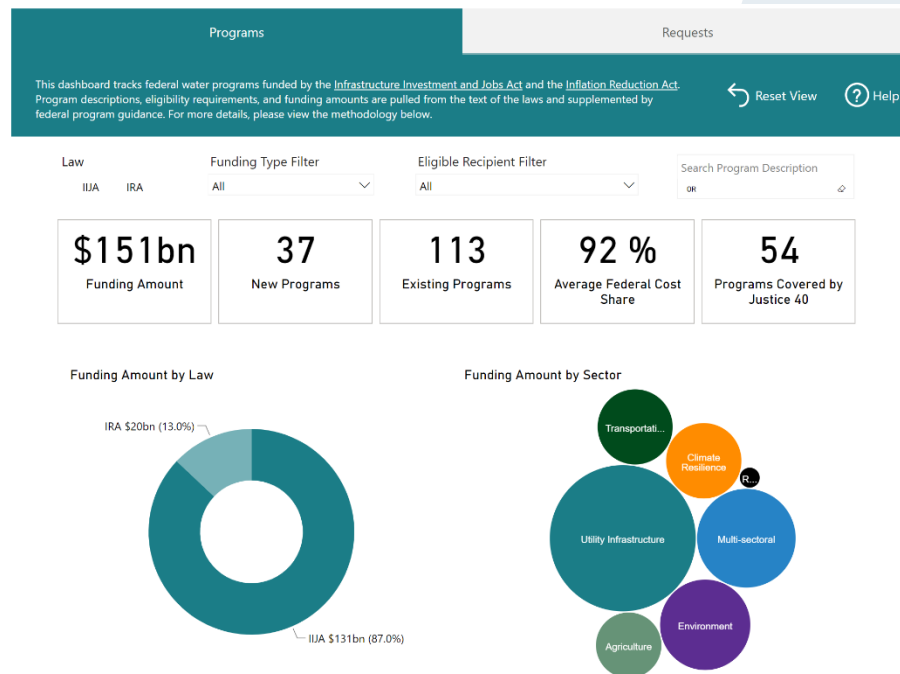 Programs
Requests
This dashboard tracks federal water programs funded by the Infrastructure Investment and Jobs Act and the Inflation Reduction Act.
Program descriptions, eligibility requirements, and funding amounts are pulled from the text of the laws and supplemented by
federal program guidance. For more details, please view the methodology below.
Reset View
? Help
Law
Funding Type Filter
Eligible Recipient Filter
Search Program Description
IIJA IRA
All
All
OR
$151bn
Funding Amount
37
New Programs
113
Existing Programs
92 %
Average Federal Cost
Share
54
Programs Covered by
Justice 40
Funding Amount by Law
Funding Amount by Sector
IRA $20bn (13.0%)
IIJA $131bn (87.0%)
Transportati...
Climate
Resilience
R...
Utility Infrastructure
Multi-sectoral
Environment
Agriculture